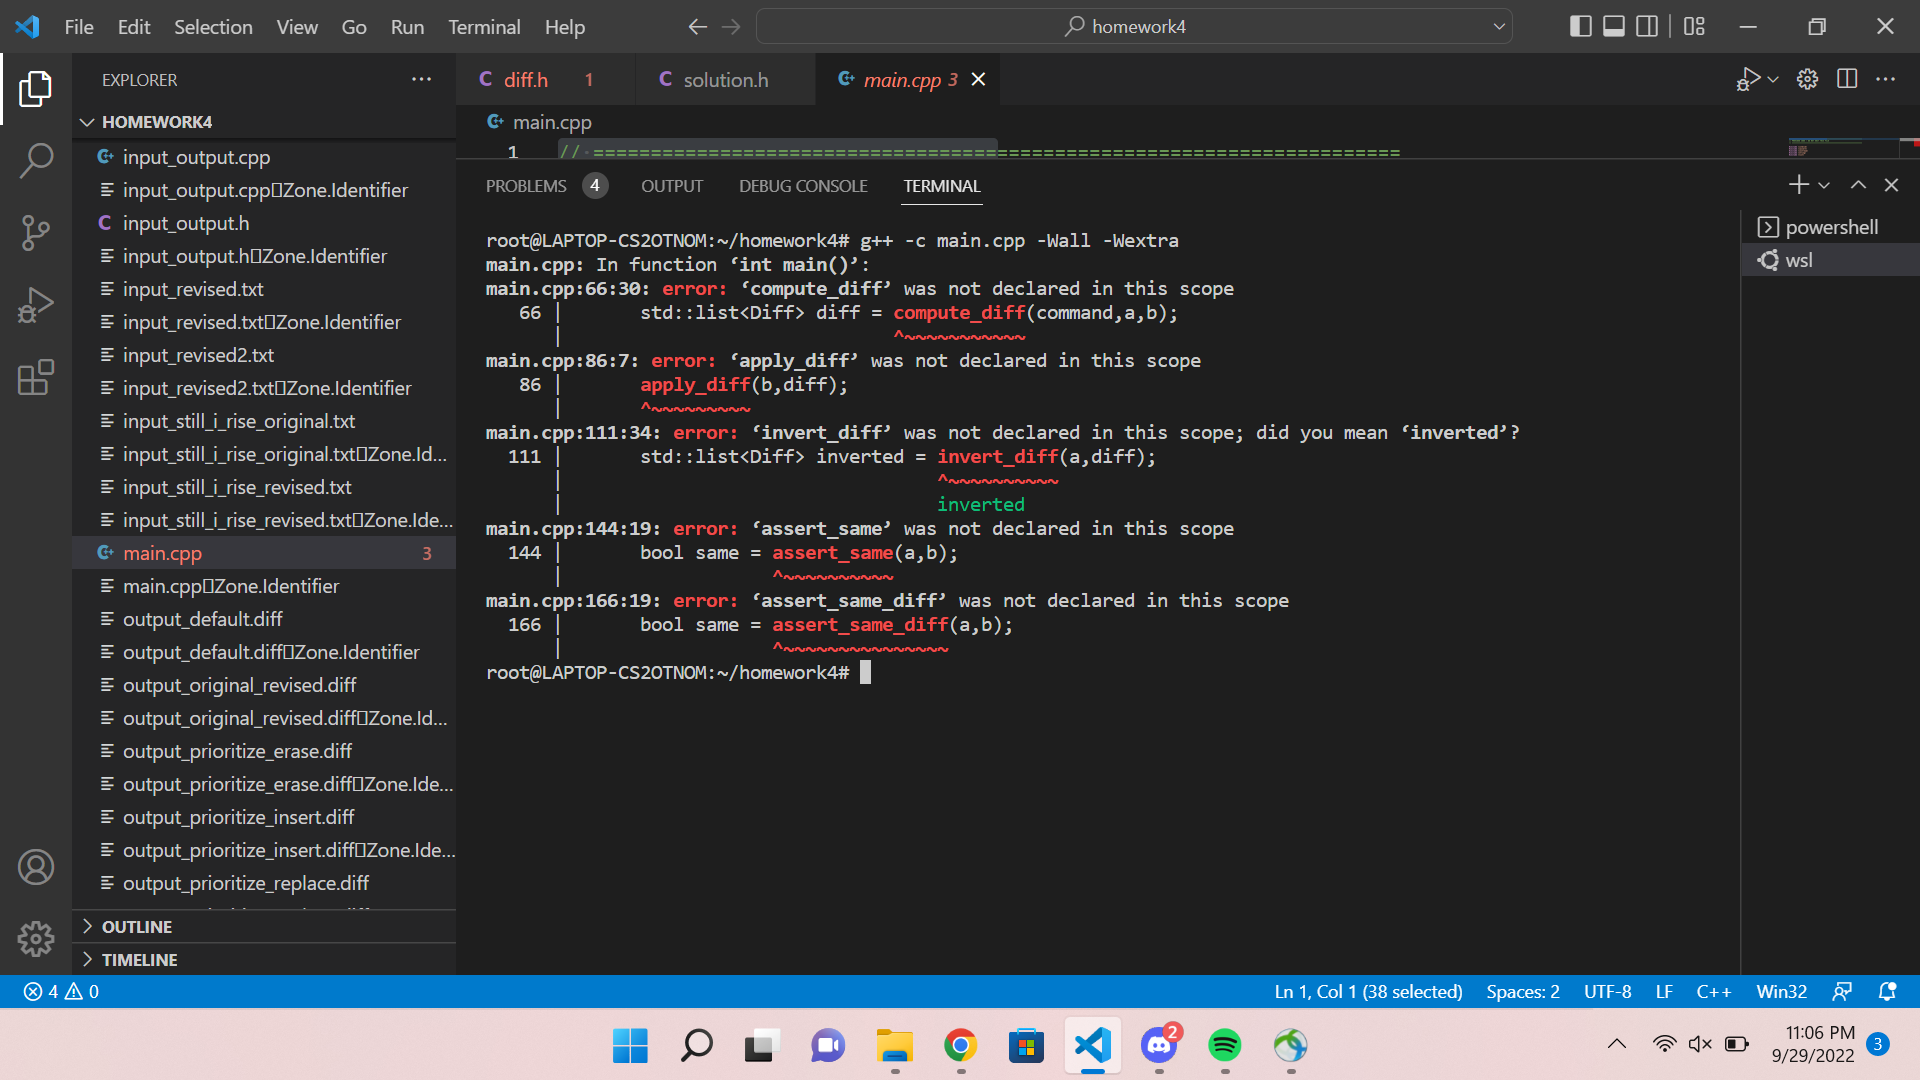 File Edit Selection View Go Run Terminal Help
homework4
EXPLORER
HOMEWORK4
input_output.cpp
input_output.cpp▯Zone.Identifier
input_output.h
input_output.h▯Zone.Identifier
input_revised.txt
input_revised.txt▯Zone.Identifier
input_revised2.txt
input_revised2.txt▯Zone.Identifier
input_still_i_rise_original.txt
input_still_i_rise_original.txt▯Zone.Id...
input_still_i_rise_revised.txt
input_still_i_rise_revised.txt▯Zone.Ide...
main.cpp 3
main.cpp▯Zone.Identifier
output_default.diff
output_default.diff▯Zone.Identifier
output_original_revised.diff
output_original_revised.diff▯Zone.Id...
output_prioritize_erase.diff
output_prioritize_erase.diff▯Zone.Ide...
output_prioritize_insert.diff
output_prioritize_insert.diff▯Zone.Ide...
output_prioritize_replace.diff
OUTLINE
TIMELINE
diff.h 1
solution.h
main.cpp 3
main.cpp
1 // ======================================================================
PROBLEMS 4 OUTPUT DEBUG CONSOLE TERMINAL
root@LAPTOP-CS2OTNOM:~/homework4# g++ -c main.cpp -Wall -Wextra
main.cpp: In function ‘int main()’:
main.cpp:66:30: error: ‘compute_diff’ was not declared in this scope
66 | std::list<Diff> diff = compute_diff(command,a,b);
| ^~~~~~~~~~~~
main.cpp:86:7: error: ‘apply_diff’ was not declared in this scope
86 | apply_diff(b,diff);
| ^~~~~~~~~~
main.cpp:111:34: error: ‘invert_diff’ was not declared in this scope; did you mean ‘inverted’?
111 | std::list<Diff> inverted = invert_diff(a,diff);
| ^~~~~~~~~~~
| inverted
main.cpp:144:19: error: ‘assert_same’ was not declared in this scope
144 | bool same = assert_same(a,b);
| ^~~~~~~~~~~
main.cpp:166:19: error: ‘assert_same_diff’ was not declared in this scope
166 | bool same = assert_same_diff(a,b);
| ^~~~~~~~~~~~~~~~
root@LAPTOP-CS2OTNOM:~/homework4#
powershell
wsl
4 0
Ln 1, Col 1 (38 selected) Spaces: 2 UTF-8 LF C++ Win32
2
11:06 PM
9/29/2022
3